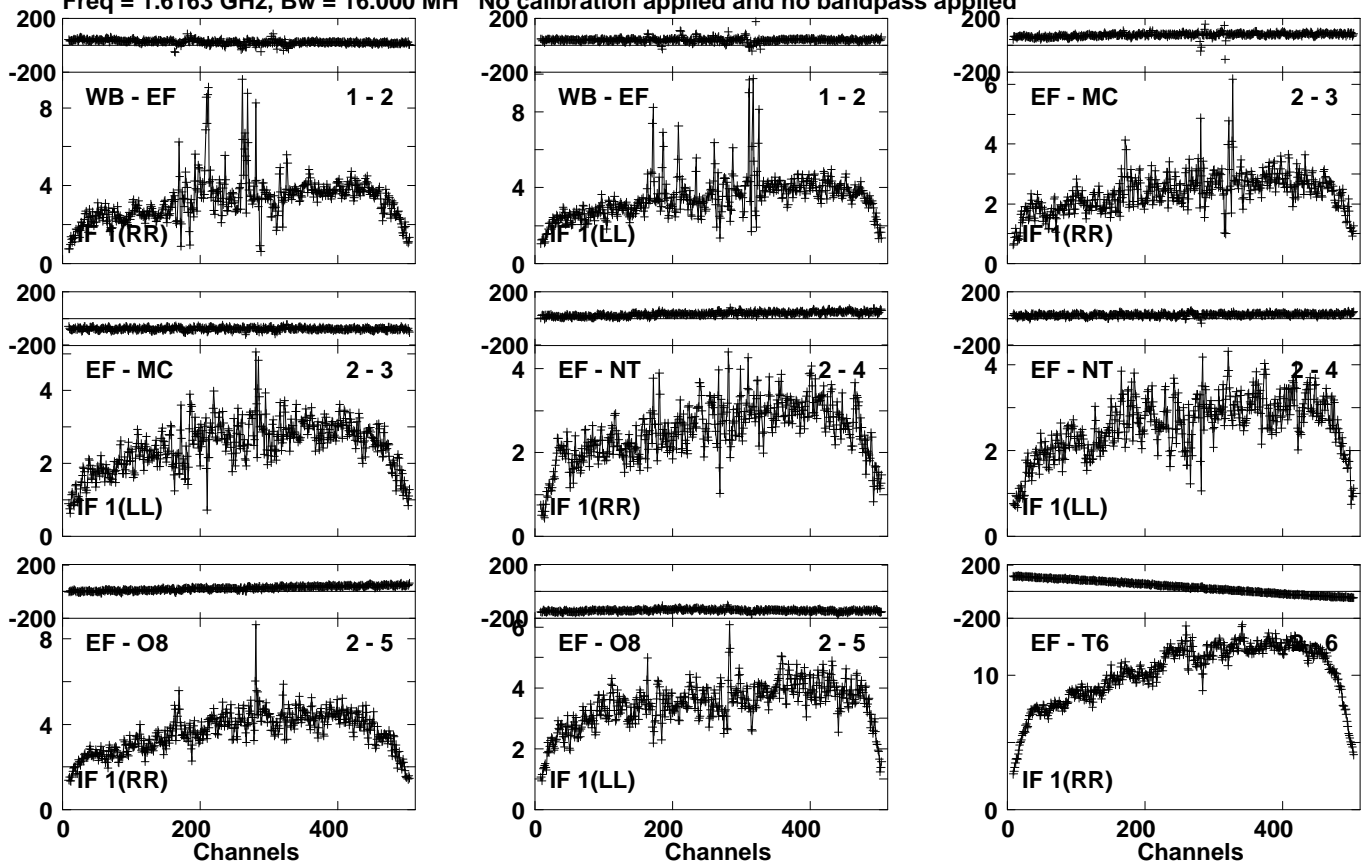 Freq = 1.6163 GHz, Bw = 16.000 MH No calibration applied and no bandpass applied
200 200 200
-200 -200 -200
WB - EF 1 - 2 WB - EF 1 - 2 EF - MC 2 - 3
8 8 6
4 4 4
2
IF 1(RR) IF 1(LL) IF 1(RR)
0 0 0
200 200 200
-200 -200 -200
EF - MC 2 - 3 EF - NT 2 - 4 EF - NT 2 - 4
4 4 4
2 2 2
IF 1(LL) IF 1(RR) IF 1(LL)
0 0 0
200 200 200
-200 -200 -200
EF - O8 2 - 5 EF - O8 2 - 5 EF - T6 6
8 6 10
4 4
2
IF 1(RR) IF 1(LL) IF 1(RR)
0 0 0
0 200 400 0 200 400 0 200 400
Channels Channels Channels